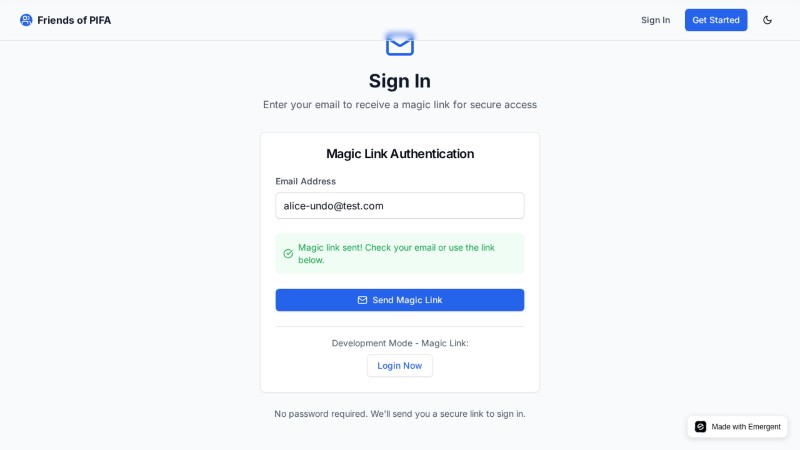 Friends of PIFA
Sign In
Get Started
Sign In
Enter your email to receive a magic link for secure access
Magic Link Authentication
Email Address
alice-undo@test.com
Magic link sent! Check your email or use the link
below.
Send Magic Link
Development Mode - Magic Link:
Login Now
No password required. We'll send you a secure link to sign in.
Made with Emergent